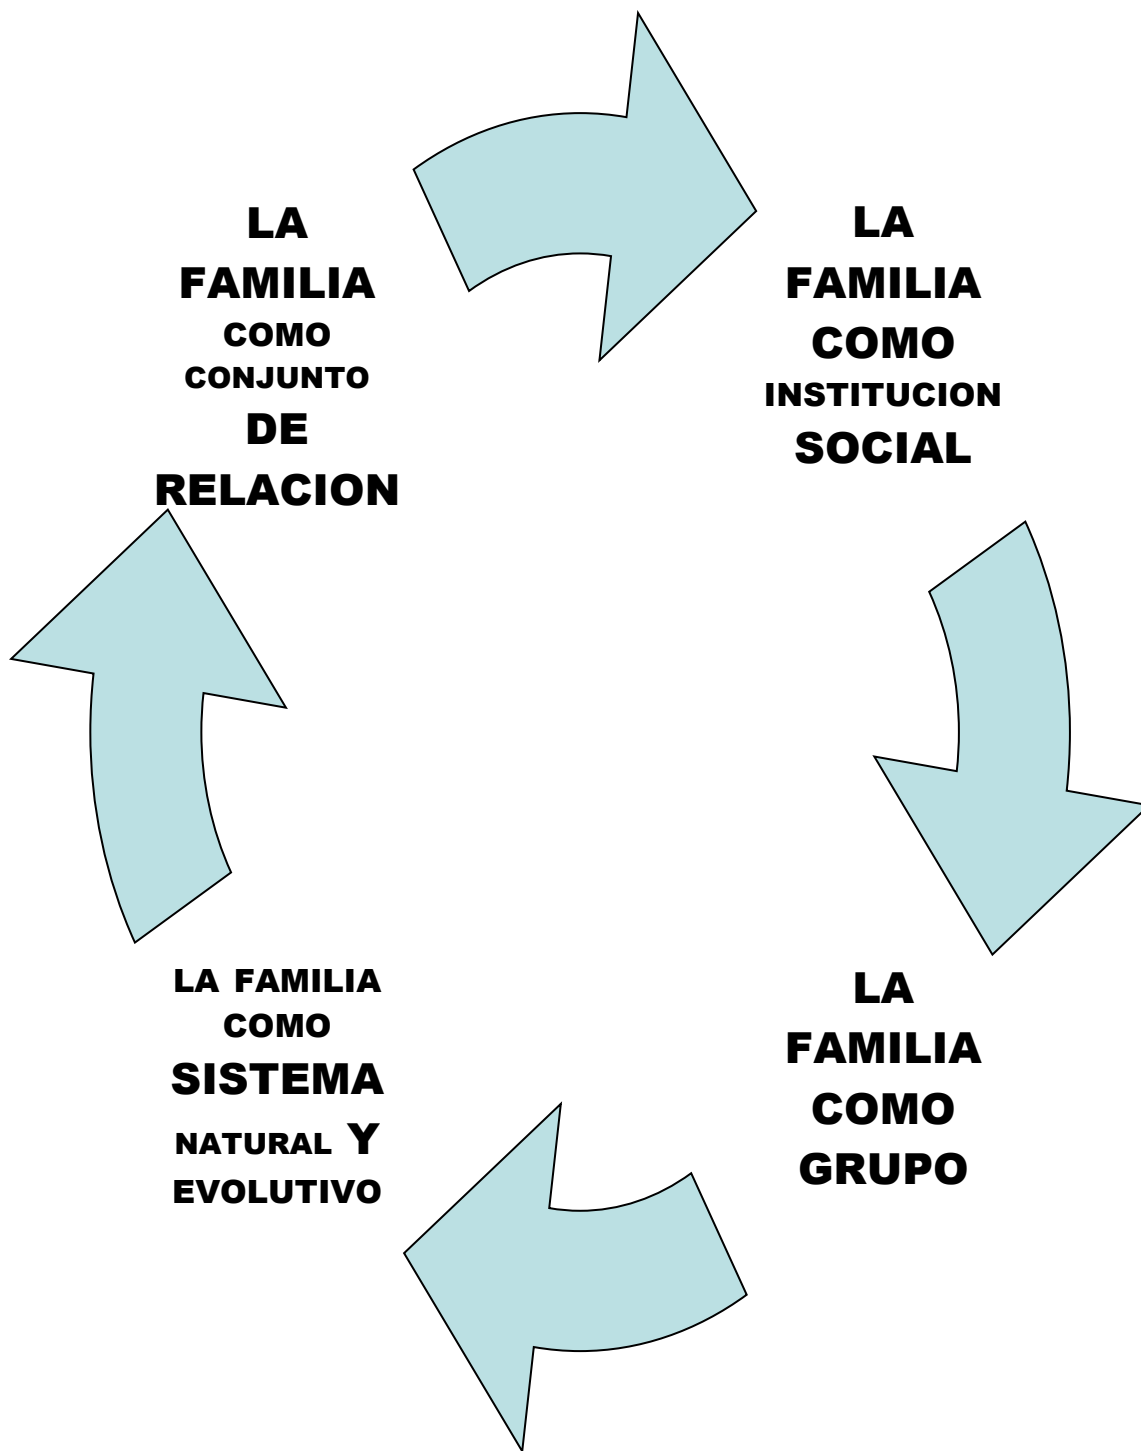 LA
FAMILIA
COMO
CONJUNTO
DE
RELACION
LA
FAMILIA
COMO
INSTITUCION
SOCIAL
LA
FAMILIA
COMO
GRUPO
LA FAMILIA
COMO
SISTEMA
NATURAL Y
EVOLUTIVO